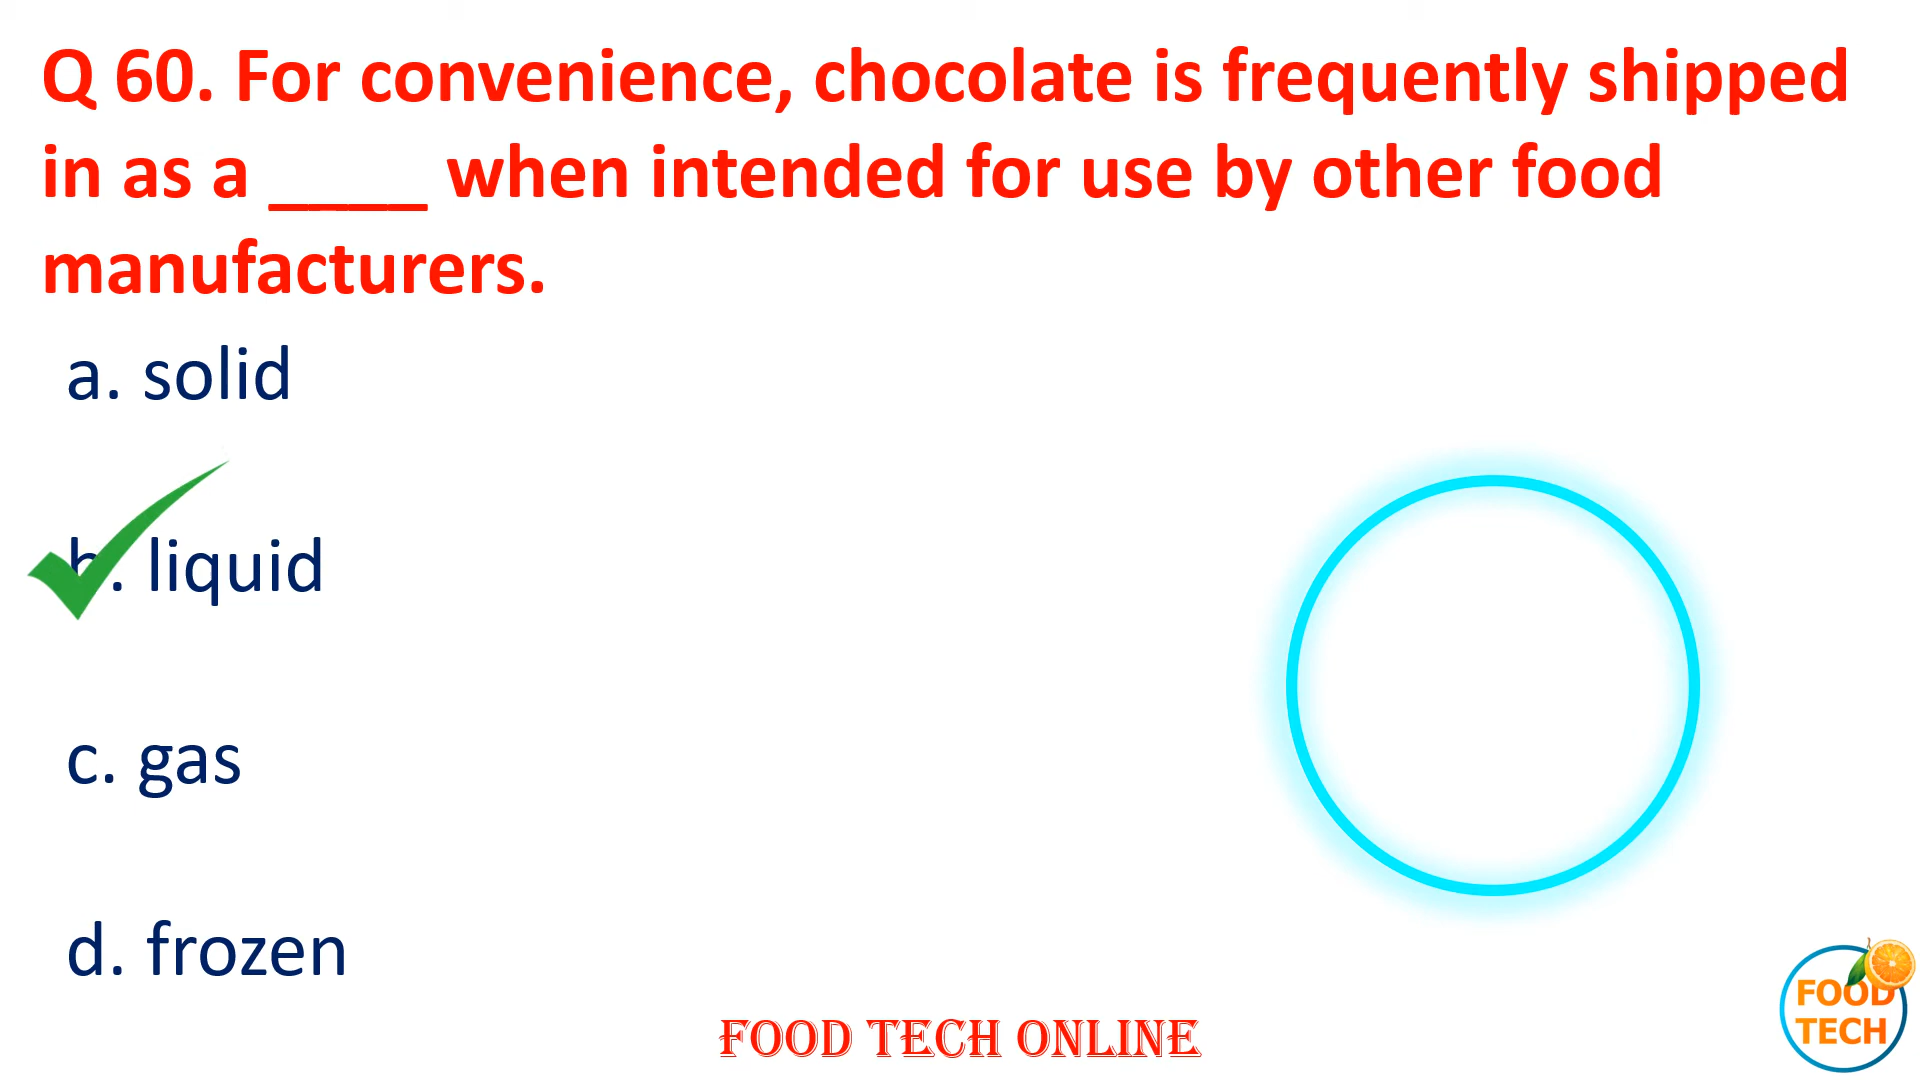 Q 60. For convenience, chocolate is frequently shipped
in as a ____ when intended for use by other food
manufacturers.
a. solid
b. liquid
c. gas
d. frozen
FOOD TECH ONLINE
FOOD
TECH